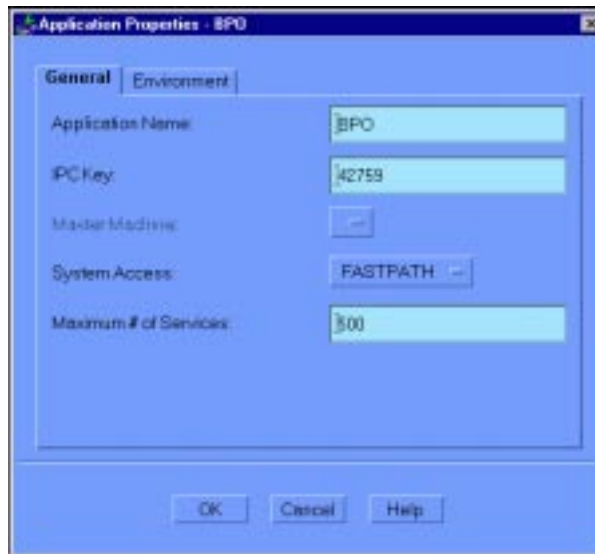 Application Properties - BPO
General Environment
Application Name: BPO
IPC Key: 42759
Master Machine:
System Access: FASTPATH
Maximum # of Services: 500
OK Cancel Help